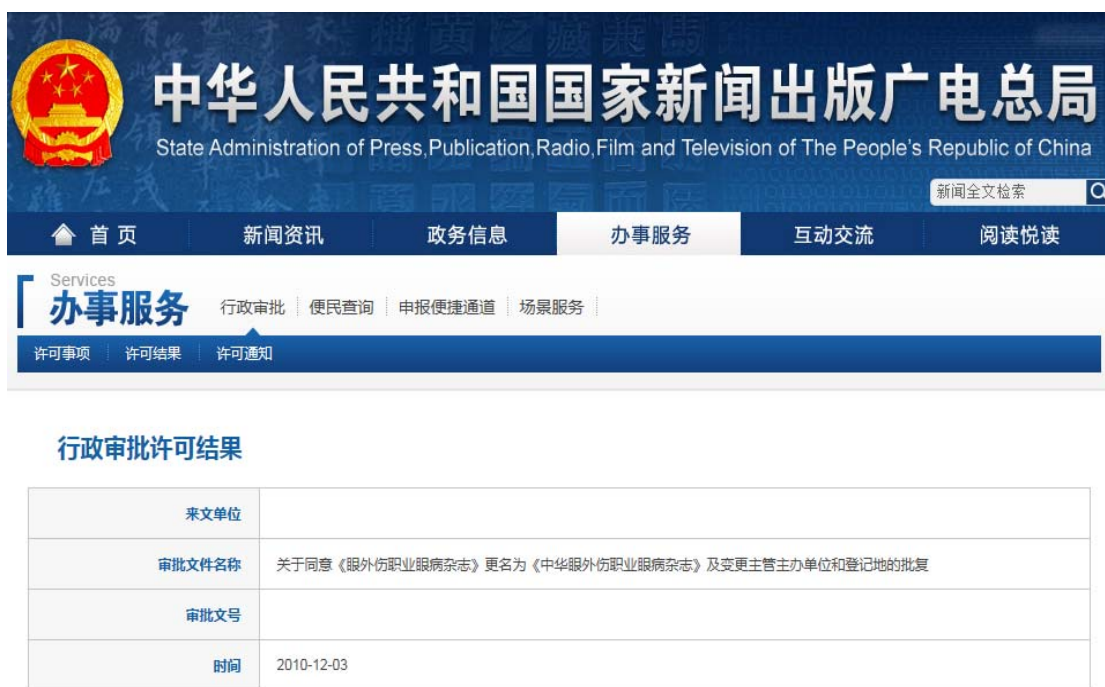 中华人民共和国国家新闻出版广电总局
State Administration of Press,Publication,Radio,Film and Television of The People's Republic of China
新闻全文检索
首 页 新闻资讯 政务信息 办事服务 互动交流 阅读悦读
Services
办事服务 行政审批 便民查询 申报便捷通道 场景服务
许可事项 许可结果 许可通知
行政审批许可结果
来文单位
审批文件名称 关于同意《眼外伤职业眼病杂志》更名为《中华眼外伤职业眼病杂志》及变更主管主办单位和登记地的批复
审批文号
时间 2010-12-03